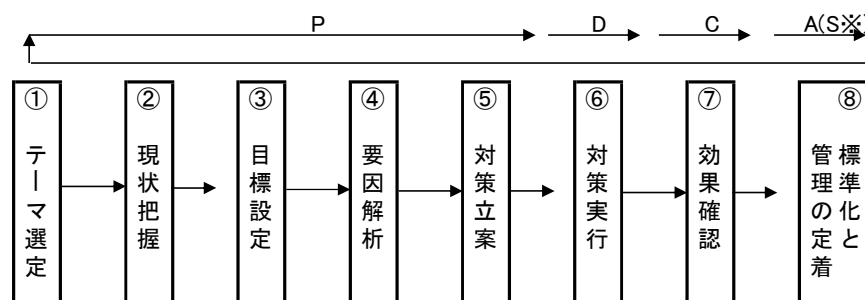 P
D
C
A(S※)
①
テーマ選定
②
現状把握
③
目標設定
④
要因解析
⑤
対策立案
⑥
対策実行
⑦
効果確認
⑧
標準化と
管理の定着